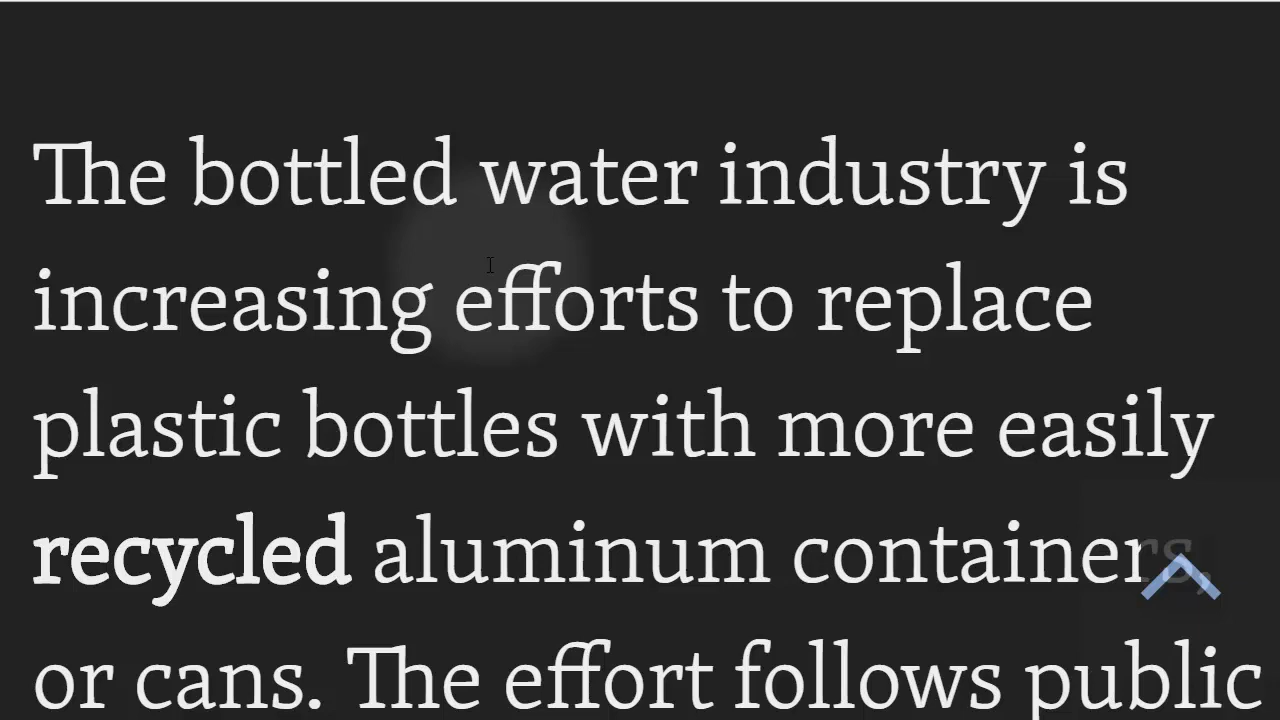 The bottled water industry is
increasing efforts to replace
plastic bottles with more easily
recycled aluminum containers,
or cans. The effort follows public